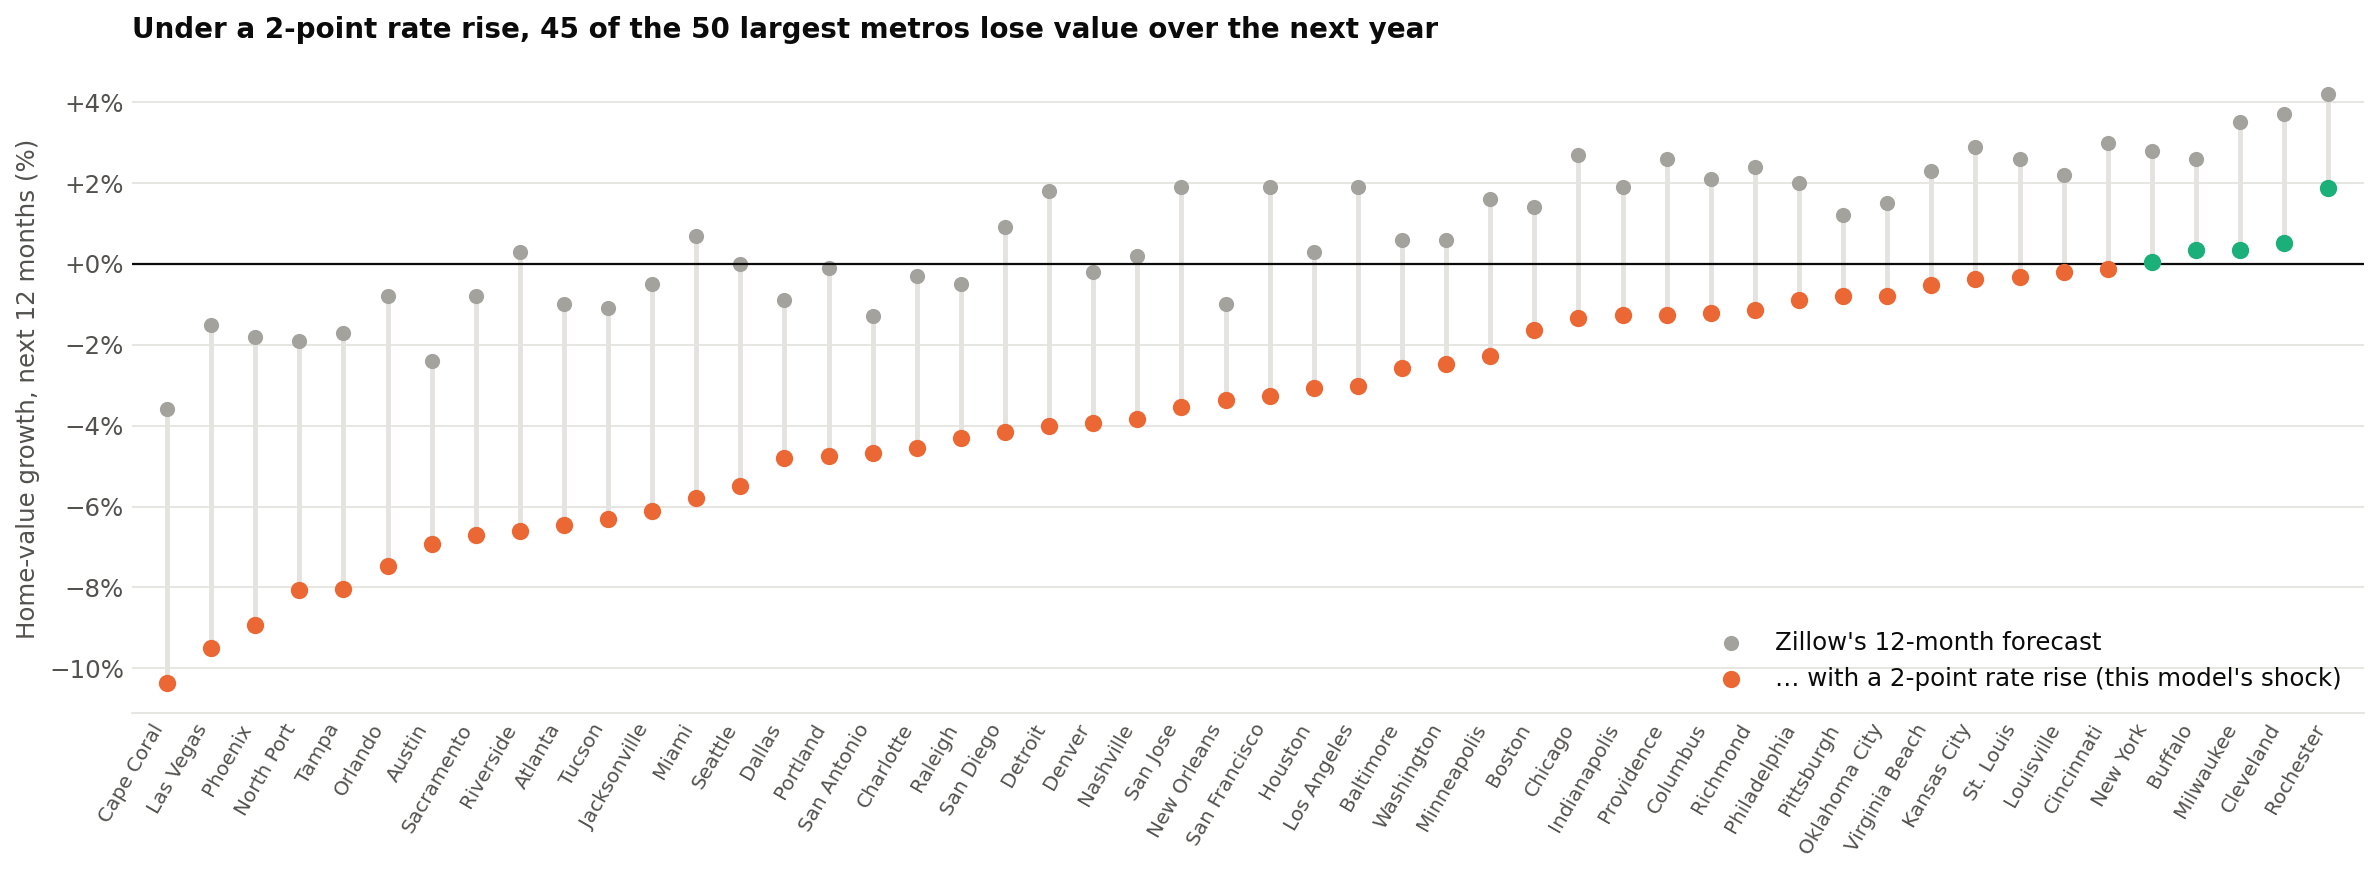 Under a 2-point rate rise, 45 of the 50 largest metros lose value over the next year
Home-value growth, next 12 months (%)
+4%
+2%
+0%
−2%
−4%
−6%
−8%
−10%
Zillow's 12-month forecast
... with a 2-point rate rise (this model's shock)
Cape Coral
Las Vegas
Phoenix
North Port
Tampa
Orlando
Austin
Sacramento
Riverside
Atlanta
Tucson
Jacksonville
Miami
Seattle
Dallas
Portland
San Antonio
Charlotte
Raleigh
San Diego
Detroit
Denver
Nashville
San Jose
New Orleans
San Francisco
Houston
Los Angeles
Baltimore
Washington
Minneapolis
Boston
Chicago
Indianapolis
Providence
Columbus
Richmond
Philadelphia
Pittsburgh
Oklahoma City
Virginia Beach
Kansas City
St. Louis
Louisville
Cincinnati
New York
Buffalo
Milwaukee
Cleveland
Rochester